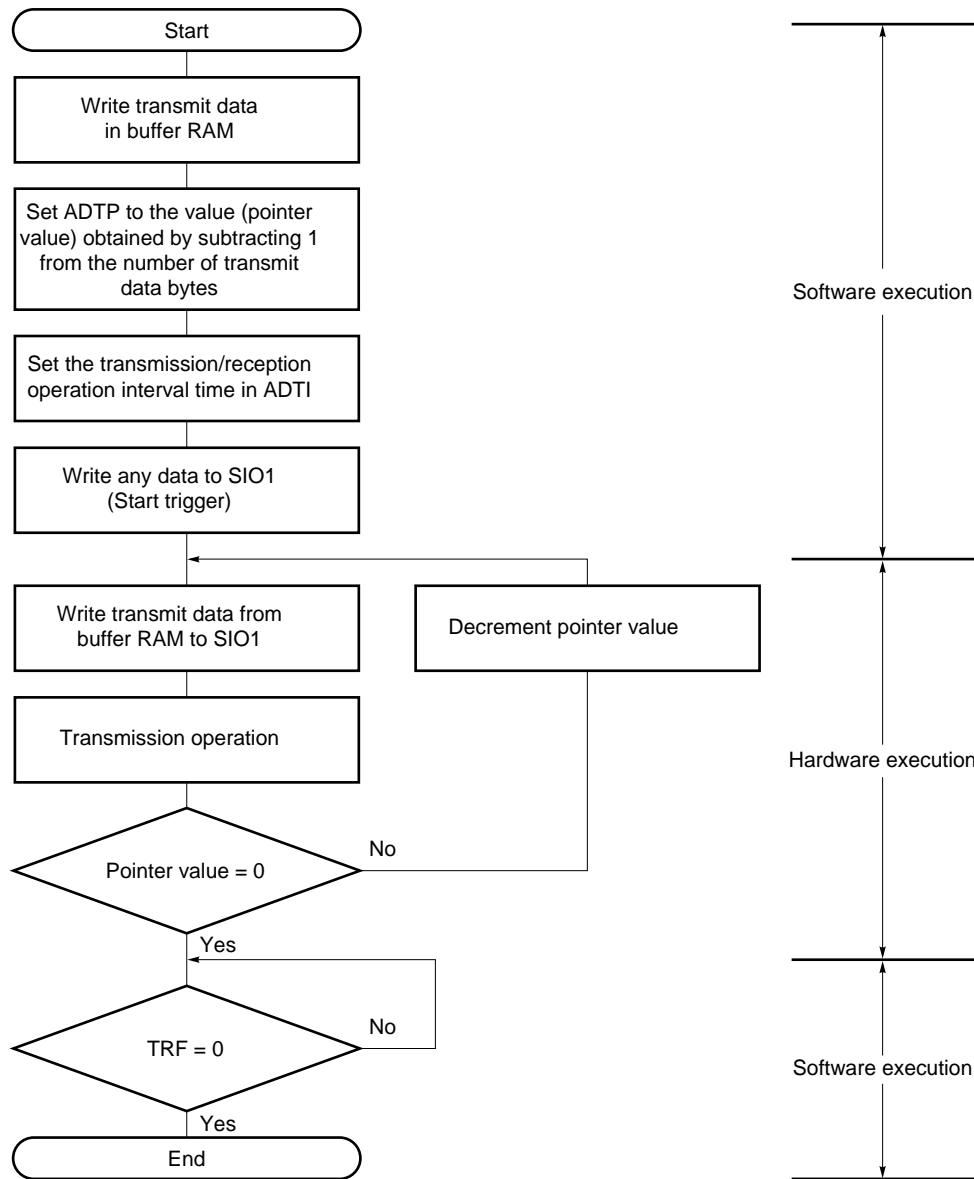 Start
Write transmit data
in buffer RAM
Set ADTP to the value (pointer
value) obtained by subtracting 1
from the number of transmit
data bytes
Software execution
Set the transmission/reception
operation interval time in ADTI
Write any data to SIO1
(Start trigger)
Write transmit data from
buffer RAM to SIO1
Decrement pointer value
Transmission operation
Hardware execution
Pointer value = 0
No
Yes
TRF = 0
No
Software execution
Yes
End